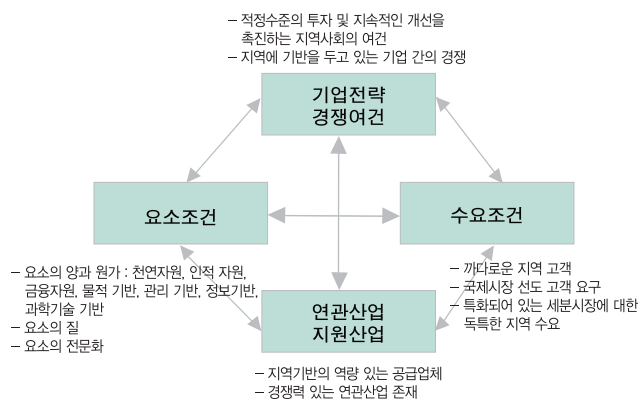 – 적정수준의 투자 및 지속적인 개선을
촉진하는 지역사회의 여건
– 지역에 기반을 두고 있는 기업 간의 경쟁
기업전략
경쟁여건
요소조건
수요조건
– 요소의 양과 원가 : 천연자원, 인적 자원,
금융자원, 물적 기반, 관리 기반, 정보기반,
과학기술 기반
– 요소의 질
– 요소의 전문화
– 까다로운 지역 고객
– 국제시장 선도 고객 요구
– 특화되어 있는 세분시장에 대한
독특한 지역 수요
연관산업
지원산업
– 지역기반의 역량 있는 공급업체
– 경쟁력 있는 연관산업 존재